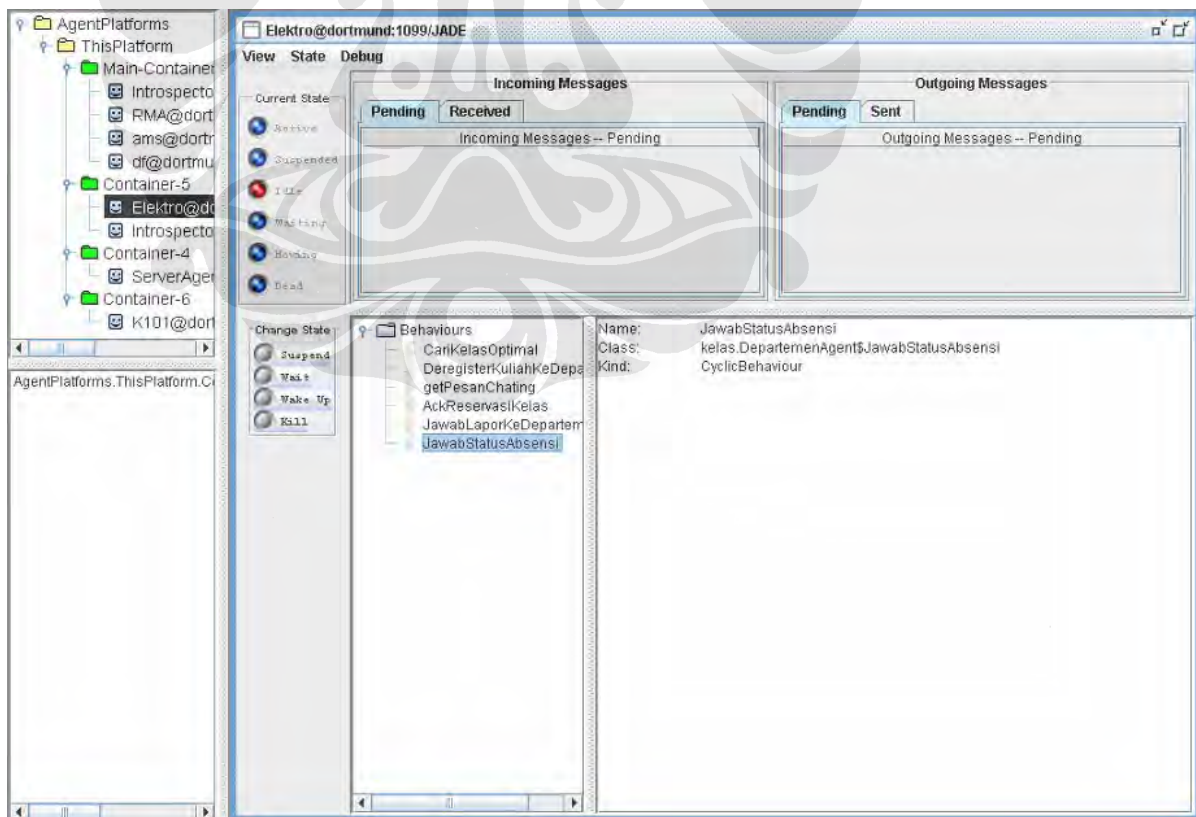 AgentPlatforms
ThisPlatform
Main-Container
Introspecto
RMA@dort
ams@dortr
df@dortmu
Container-5
Elektro@do
Introspecto
Container-4
ServerAger
Container-6
K101@dort
AgentPlatforms.ThisPlatform.Co
Elektro@dortmund:1099/JADE
View State Debug
Current State
Active
Suspended
Idle
Waiting
Moving
Dead
Incoming Messages
Pending Received
Incoming Messages -- Pending
Outgoing Messages
Pending Sent
Outgoing Messages -- Pending
Change State
Suspend
Wait
Wake Up
Kill
Behaviours
CariKelasOptimal
DeregisterKuliahKeDepa
getPesanChating
AckReservasiKelas
JawabLaporKeDepartem
JawabStatusAbsensi
Name: JawabStatusAbsensi
Class: kelas.DepartemenAgent$JawabStatusAbsensi
Kind: CyclicBehaviour